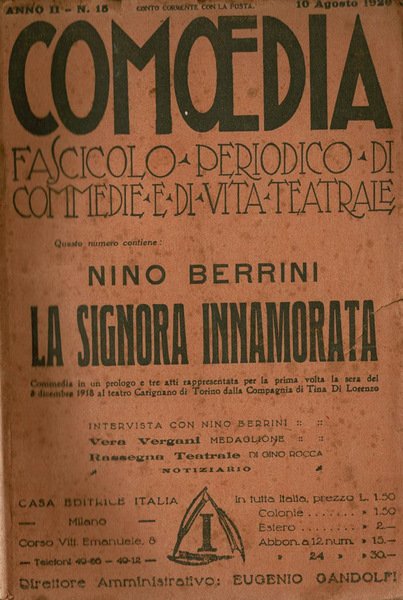 ANNO II - N. 15 CONTO CORRENTE CON LA POSTA. 10 Agosto 1920
COMŒDIA
FASCICOLO · PERIODICO · DI
COMMEDIE · E · DI · VITA · TEATRALE
Questo numero contiene:
NINO BERRINI
LA SIGNORA INNAMORATA
Commedia in un prologo e tre atti rappresentata per la prima volta la sera del
8 dicembre 1918 al teatro Carignano di Torino dalla Compagnia di Tina Di Lorenzo
INTERVISTA CON NINO BERRINI :: ::
Vera Vergani MEDAGLIONE :: ::
Rassegna Teatrale DI GINO ROCCA
NOTIZIARIO
CASA EDITRICE ITALIA
— Milano —
Corso Vitt. Emanuele, 8
— Telefoni 49-66 - 49-12 —
I
In tutta Italia, prezzo L. 1.50
Colonie . . . . » 1.50
Estero . . . . . » 2.—
Abbon. a 12 num. » 15.—
» 24 » » 30.—
Direttore Amministrativo: EUGENIO GANDOLFI